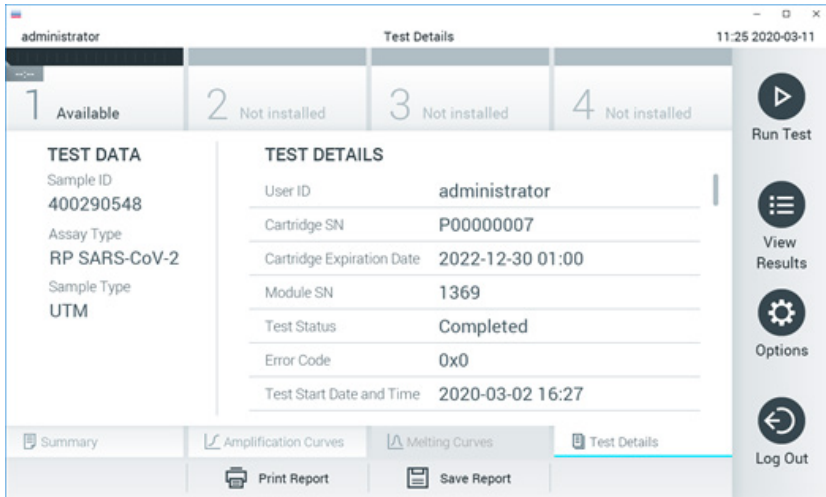 administrator Test Details 11:25 2020-03-11
--:--
1 Available 2 Not installed 3 Not installed 4 Not installed
Run Test
View
Results
Options
Log Out
TEST DATA
Sample ID
400290548
Assay Type
RP SARS-CoV-2
Sample Type
UTM
TEST DETAILS
User ID administrator
Cartridge SN P00000007
Cartridge Expiration Date 2022-12-30 01:00
Module SN 1369
Test Status Completed
Error Code 0x0
Test Start Date and Time 2020-03-02 16:27
Summary Amplification Curves Melting Curves Test Details
Print Report Save Report